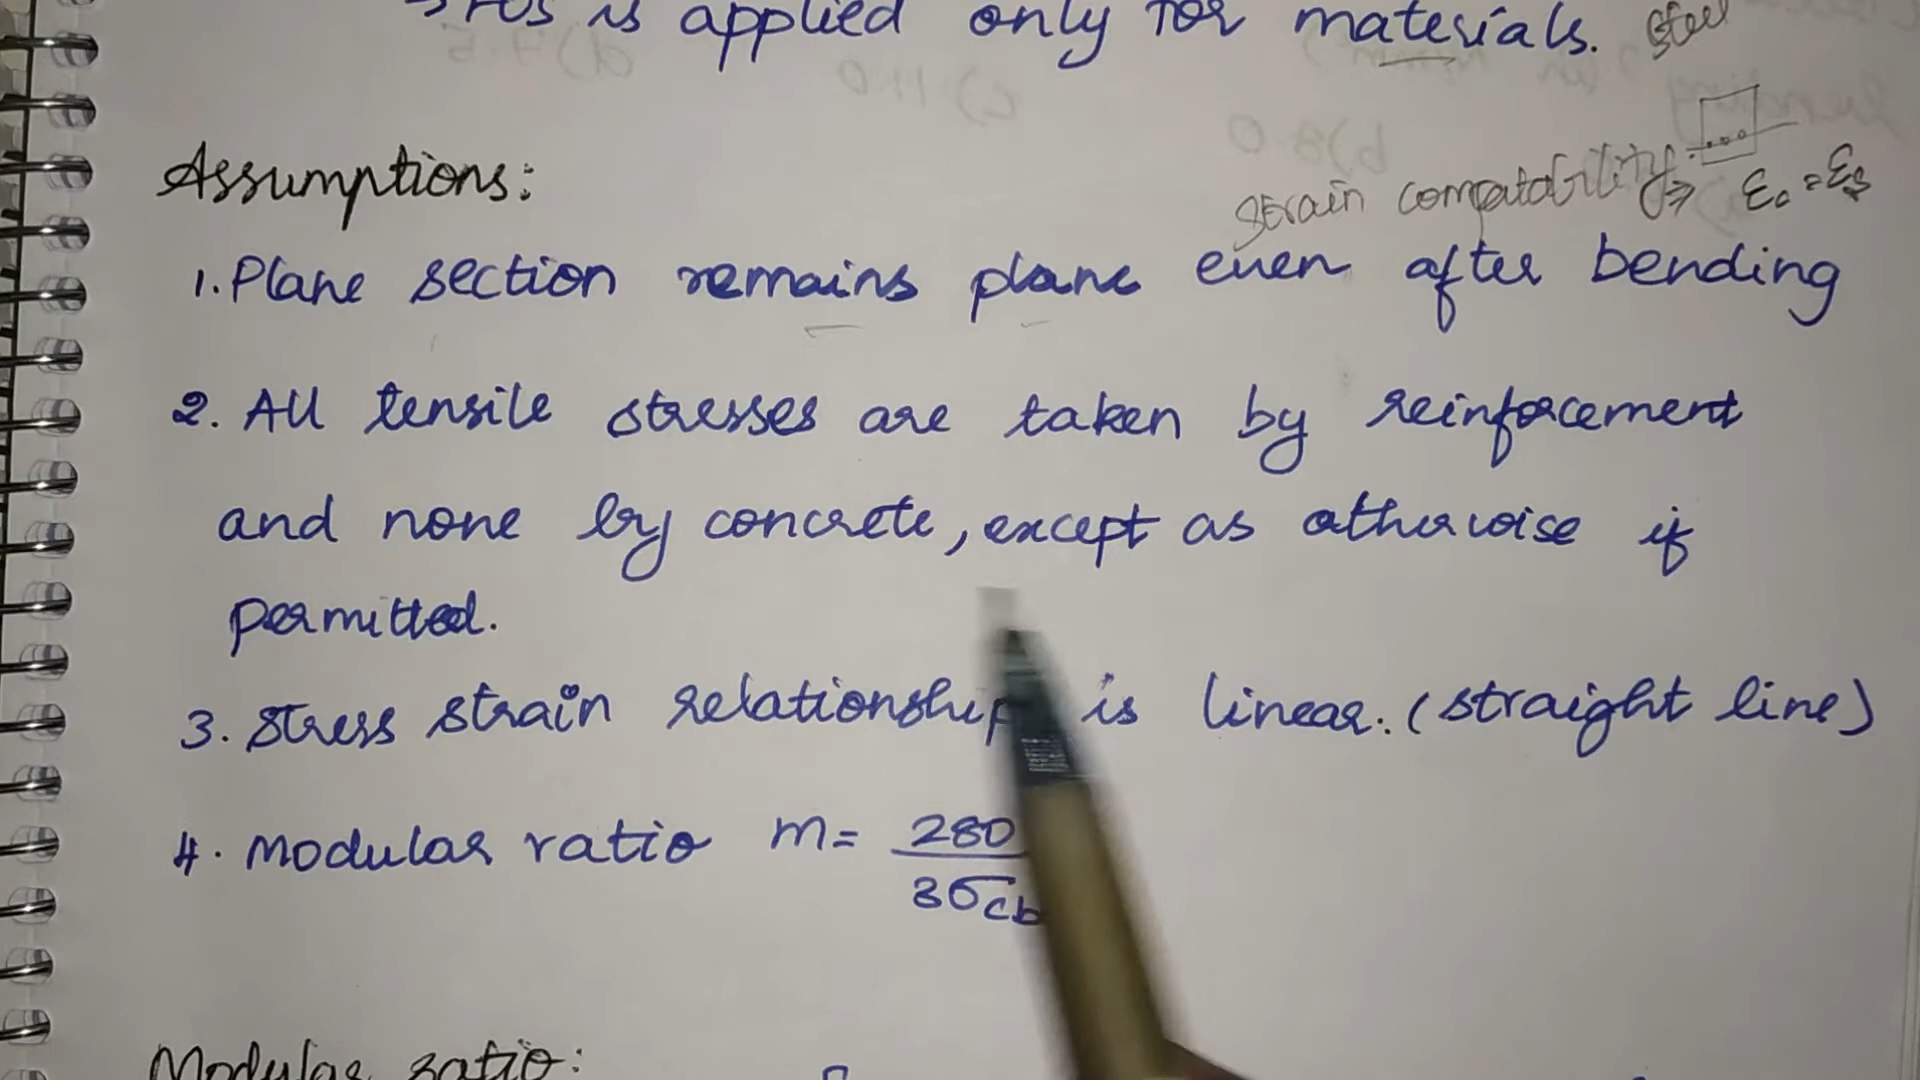 → FOS is applied only for materials. Steel
Assumptions:
strain compatability ⇒ εc = εs
1. Plane section remains plane even after bending
2. All tensile stresses are taken by reinforcement
and none by concrete, except as otherwise if
permitted.
3. Stress strain relationship is linear. (straight line)
4. Modular ratio m = 280
3σcb
Modular ratio: